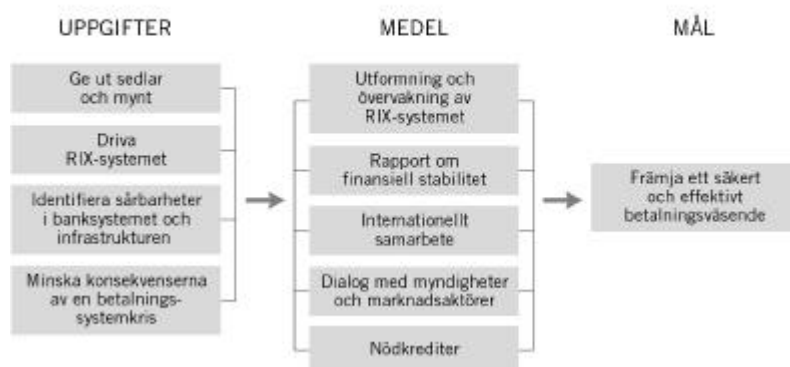 UPPGIFTER
MEDEL
MÅL
Ge ut sedlar
och mynt
Driva
RIX-systemet
Identifiera sårbarheter
i banksystemet och
infrastrukturen
Minska konsekvenserna
av en betalnings-
systemkris
Utformning och
övervakning av
RIX-systemet
Rapport om
finansiell stabilitet
Internationellt
samarbete
Dialog med myndigheter
och marknadsaktörer
Nödkrediter
Främja ett säkert
och effektivt
betalningsväsende